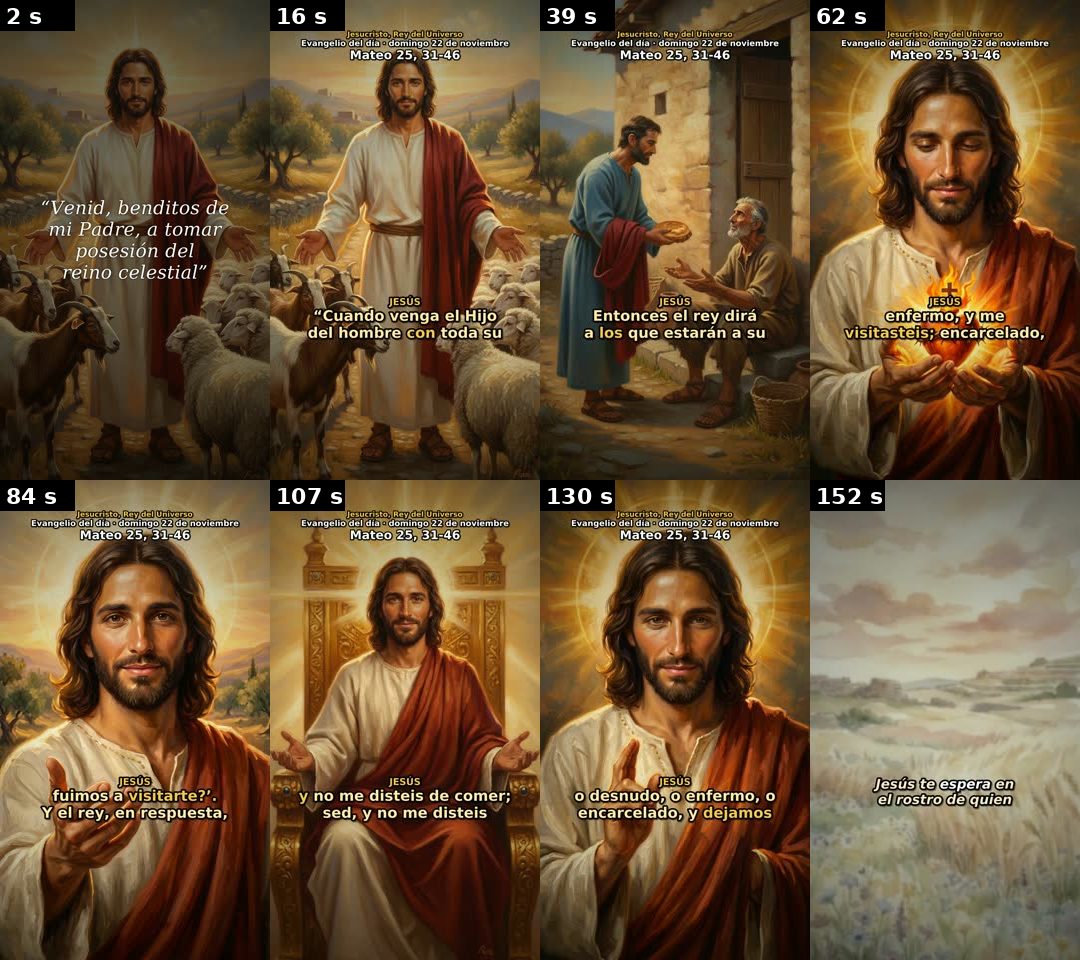 2 s
“Venid, benditos de
mi Padre, a tomar
posesión del
reino celestial”
16 s
Jesucristo, Rey del Universo
Evangelio del día · domingo 22 de noviembre
Mateo 25, 31-46
JESÚS
“Cuando venga el Hijo
del hombre con toda su
39 s
Jesucristo, Rey del Universo
Evangelio del día · domingo 22 de noviembre
Mateo 25, 31-46
JESÚS
Entonces el rey dirá
a los que estarán a su
62 s
Jesucristo, Rey del Universo
Evangelio del día · domingo 22 de noviembre
Mateo 25, 31-46
JESÚS
enfermo, y me
visitasteis; encarcelado,
84 s
Jesucristo, Rey del Universo
Evangelio del día · domingo 22 de noviembre
Mateo 25, 31-46
JESÚS
fuimos a visitarte?’.
Y el rey, en respuesta,
107 s
Jesucristo, Rey del Universo
Evangelio del día · domingo 22 de noviembre
Mateo 25, 31-46
JESÚS
y no me disteis de comer;
sed, y no me disteis
130 s
Jesucristo, Rey del Universo
Evangelio del día · domingo 22 de noviembre
Mateo 25, 31-46
JESÚS
o desnudo, o enfermo, o
encarcelado, y dejamos
152 s
Jesús te espera en
el rostro de quien